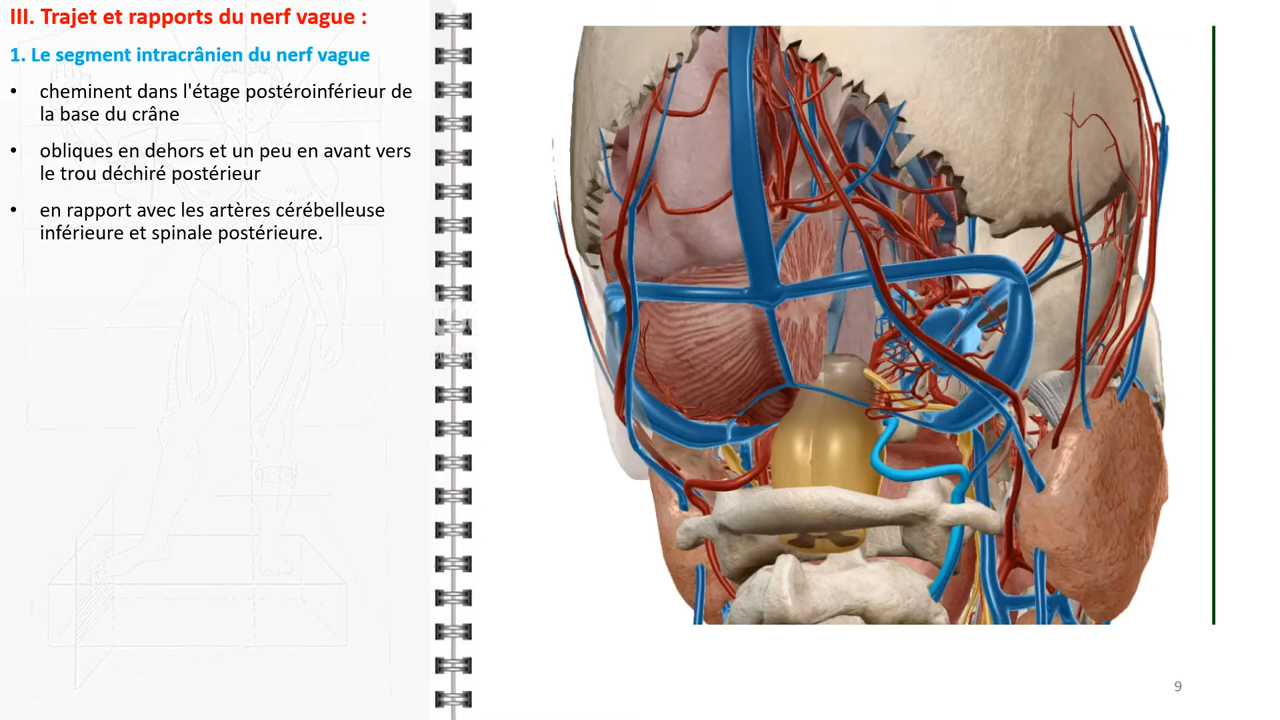 III. Trajet et rapports du nerf vague :
1. Le segment intracrânien du nerf vague
• cheminent dans l'étage postéroinférieur de
la base du crâne
• obliques en dehors et un peu en avant vers
le trou déchiré postérieur
• en rapport avec les artères cérébelleuse
inférieure et spinale postérieure.
9